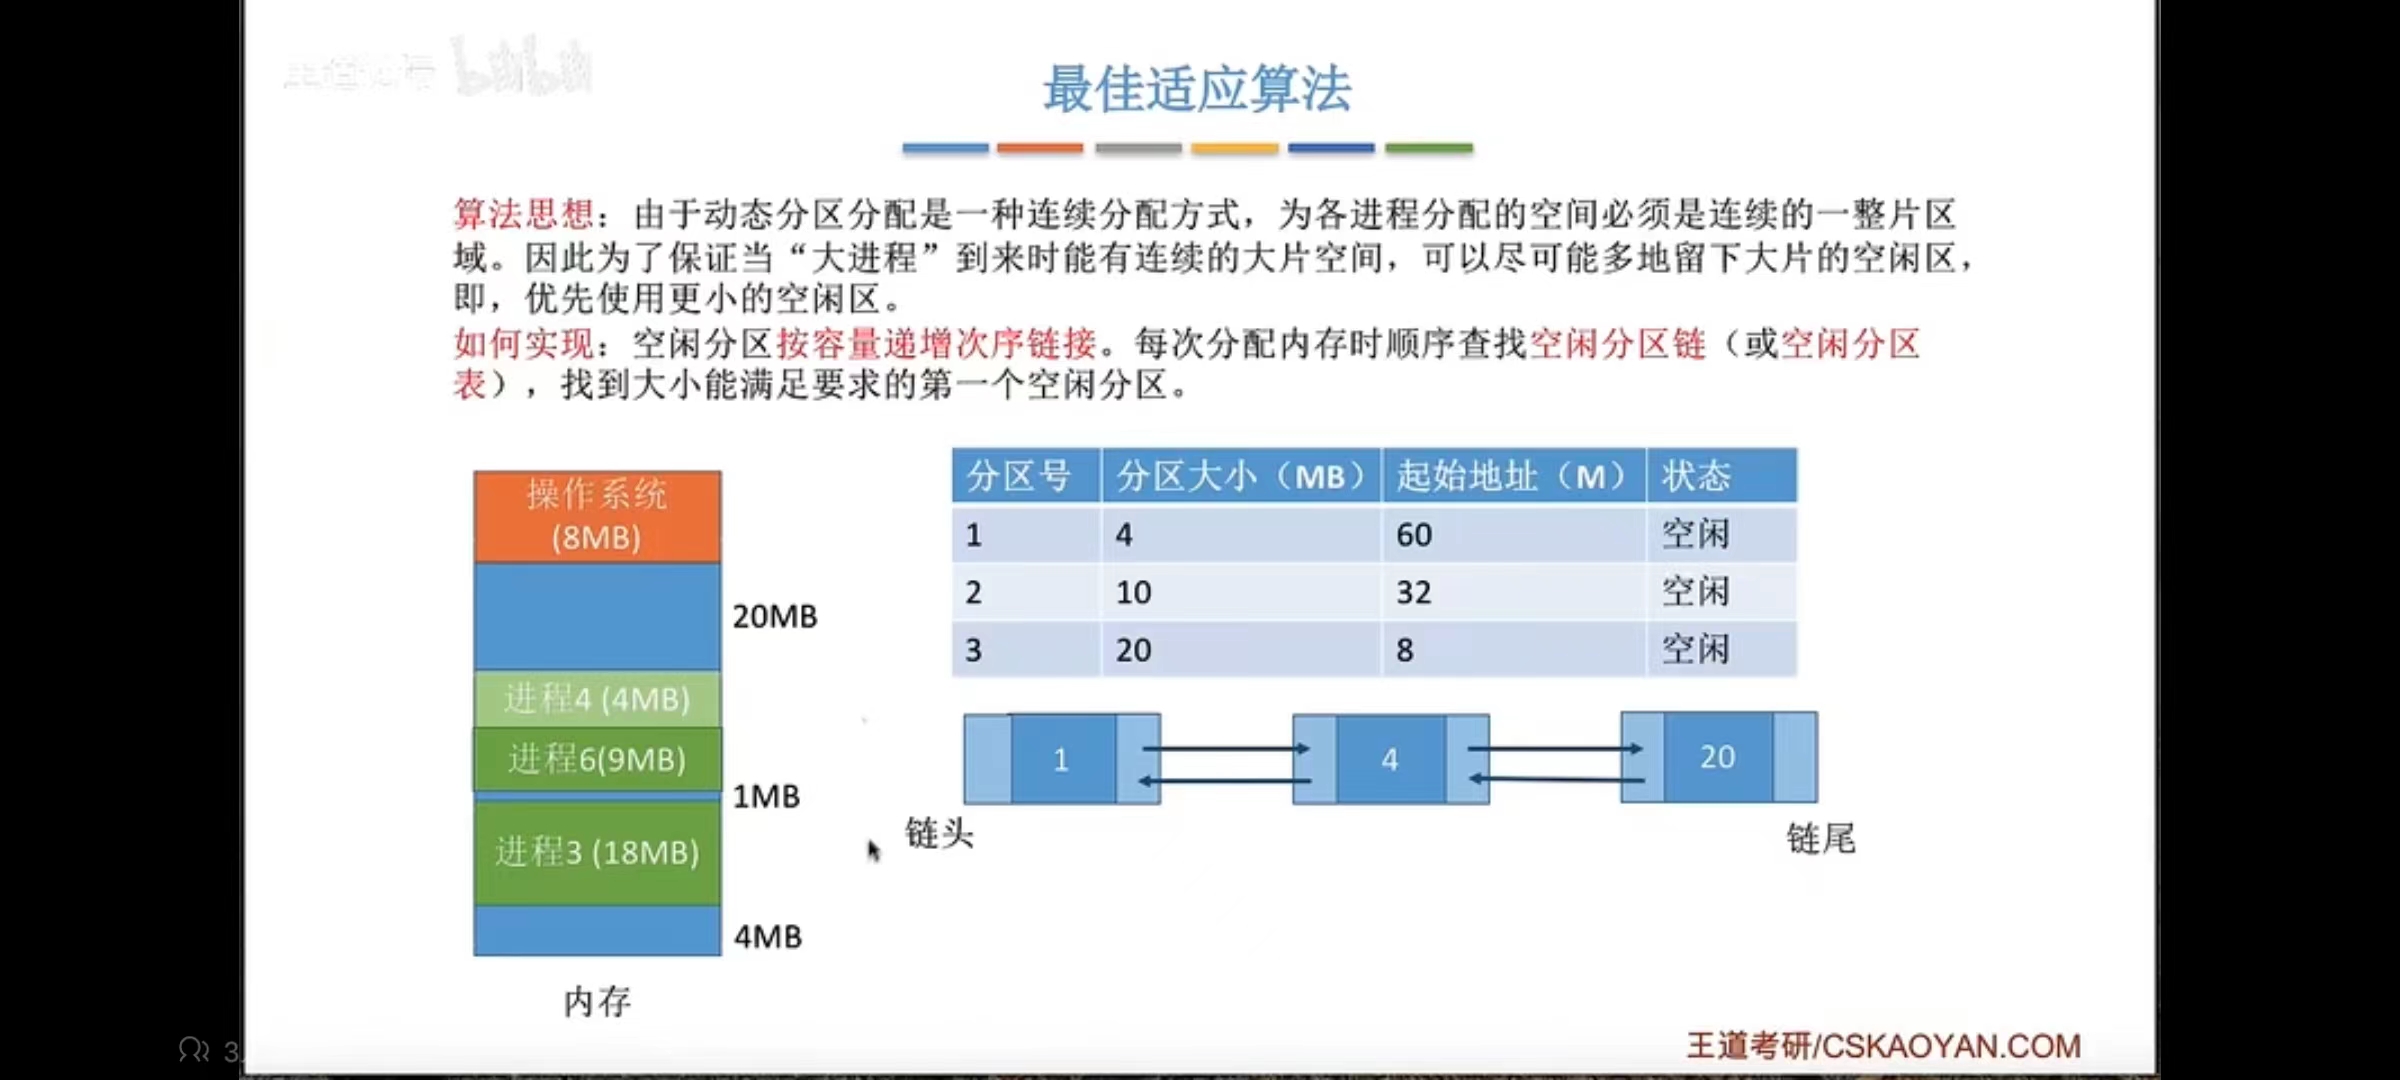 最佳适应算法
算法思想：由于动态分区分配是一种连续分配方式，为各进程分配的空间必须是连续的一整片区
域。因此为了保证当“大进程”到来时能有连续的大片空间，可以尽可能多地留下大片的空闲区，
即，优先使用更小的空闲区。
如何实现：空闲分区按容量递增次序链接。每次分配内存时顺序查找空闲分区链（或空闲分区
表），找到大小能满足要求的第一个空闲分区。
操作系统
(8MB)
20MB
进程4 (4MB)
进程6(9MB)
1MB
进程3 (18MB)
4MB
内存
分区号 分区大小（MB） 起始地址（M） 状态
1 4 60 空闲
2 10 32 空闲
3 20 8 空闲
1 4 20
链头 链尾
王道考研/CSKAOYAN.COM